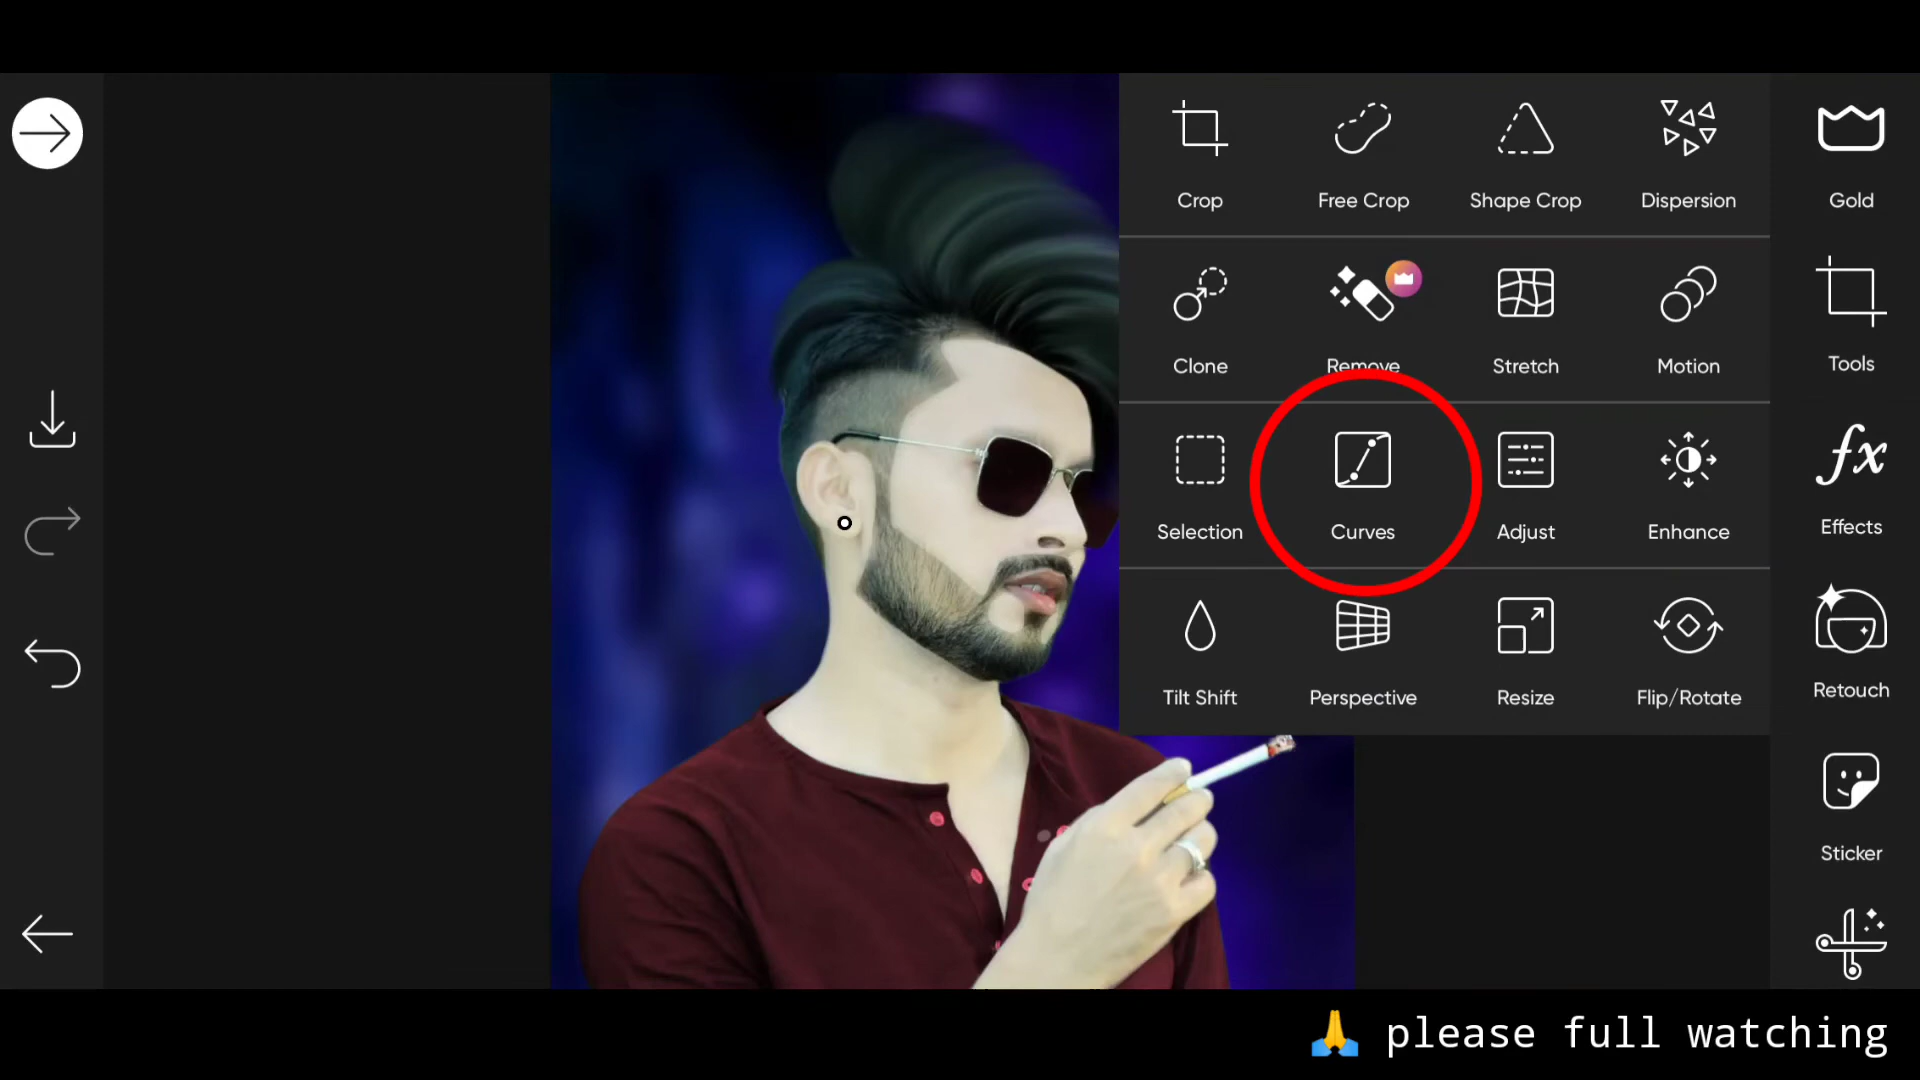 Crop Free Crop Shape Crop Dispersion Gold
Clone Remove Stretch Motion Tools
Selection Curves Adjust Enhance Effects
Tilt Shift Perspective Resize Flip/Rotate Retouch
Sticker
🙏 please full watching